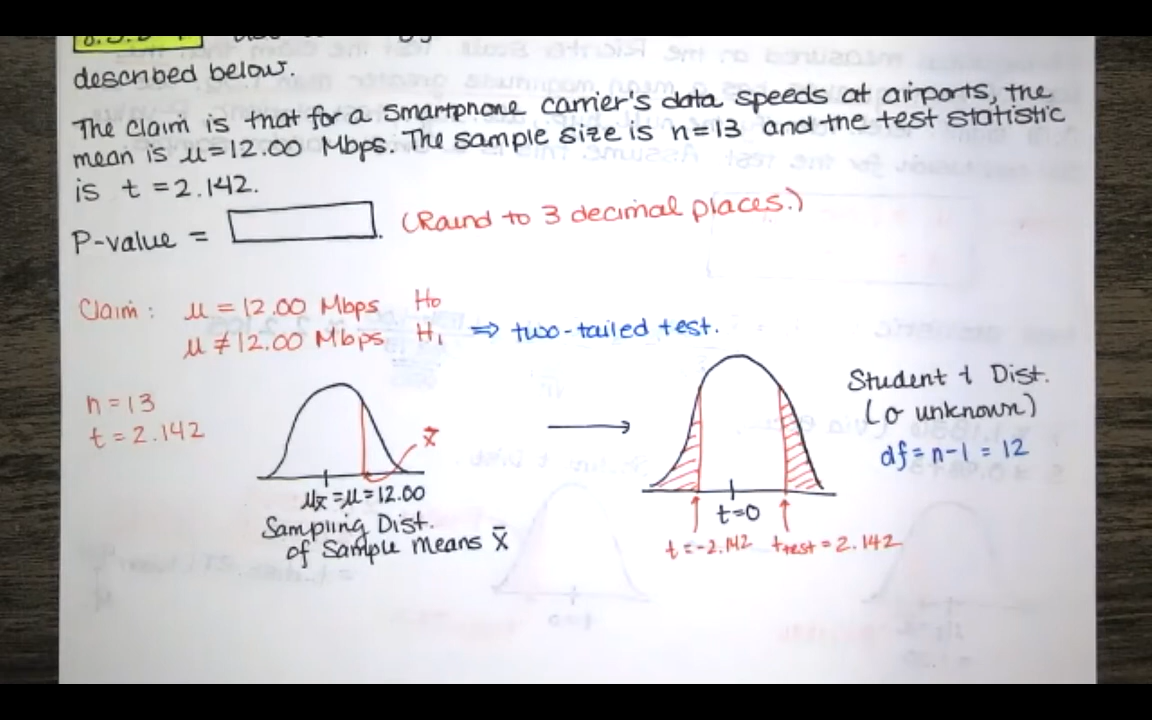 described below.
The claim is that for a smartphone carrier's data speeds at airports, the
mean is μ=12.00 Mbps. The sample size is n=13 and the test statistic
is t = 2.142.
P-value = (Round to 3 decimal places.)
Claim: μ = 12.00 Mbps H₀
μ ≠ 12.00 Mbps H₁ ⇒ two-tailed test.
n = 13
t = 2.142
x̄
μx̄ = μ = 12.00
Sampling Dist.
of Sample Means x̄
t=0
t = -2.142 t test = 2.142
Student t Dist.
(σ unknown)
df = n-1 = 12